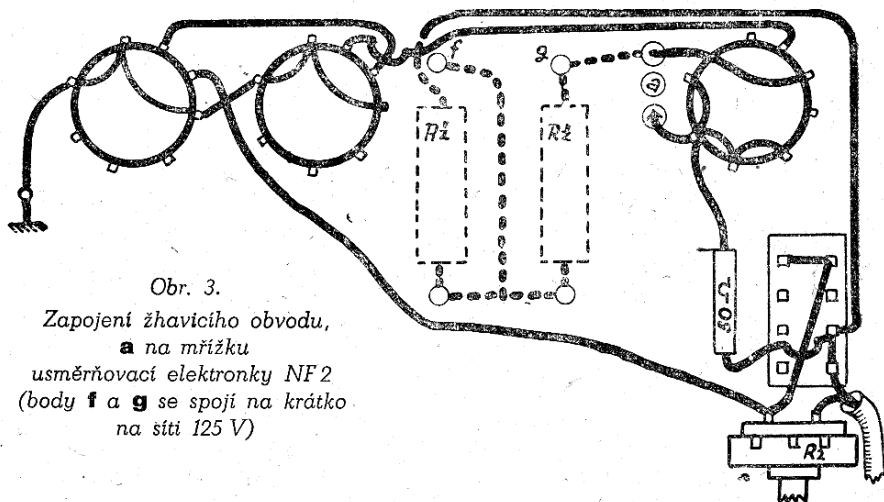 f
g
a
Rž
Rž
50 Ω
Obr. 3.
Zapojení žhavicího obvodu,
a na mřížku
usměrňovací elektronky NF 2
(body f a g se spojí na krátko
na síti 125 V)
Rž